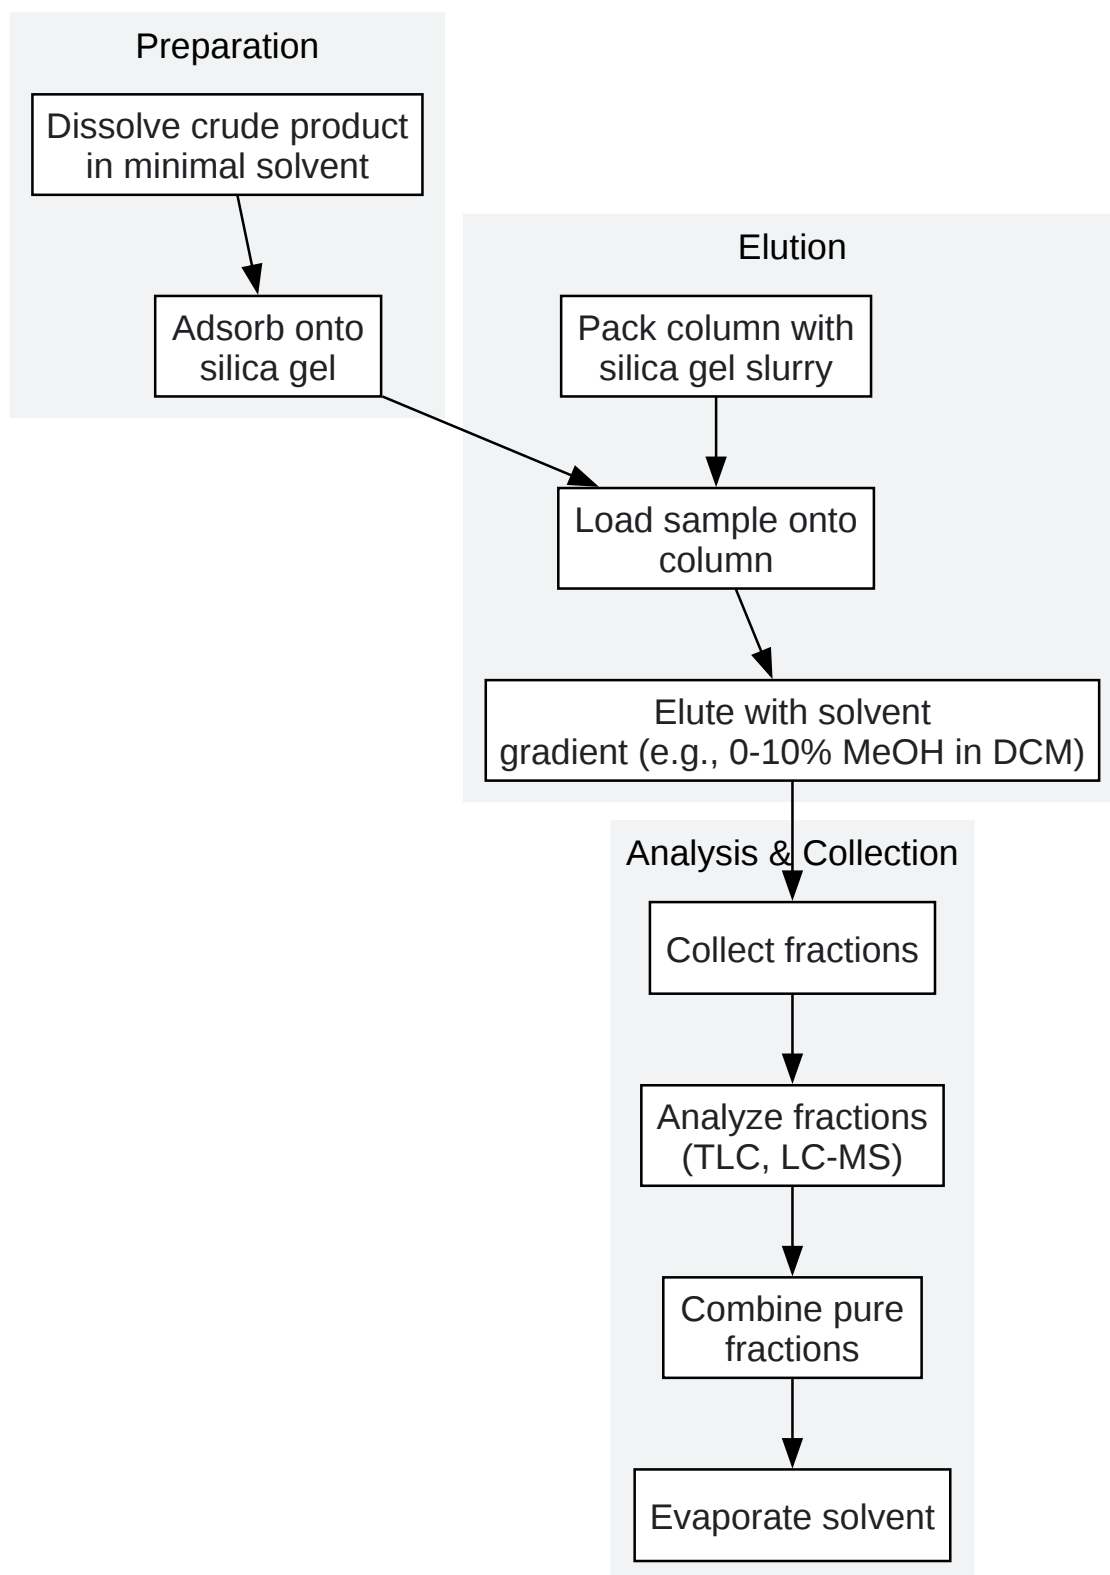 Preparation
Dissolve crude product
in minimal solvent
Adsorb onto
silica gel
Elution
Pack column with
silica gel slurry
Load sample onto
column
Elute with solvent
gradient (e.g., 0-10% MeOH in DCM)
Analysis & Collection
Collect fractions
Analyze fractions
(TLC, LC-MS)
Combine pure
fractions
Evaporate solvent